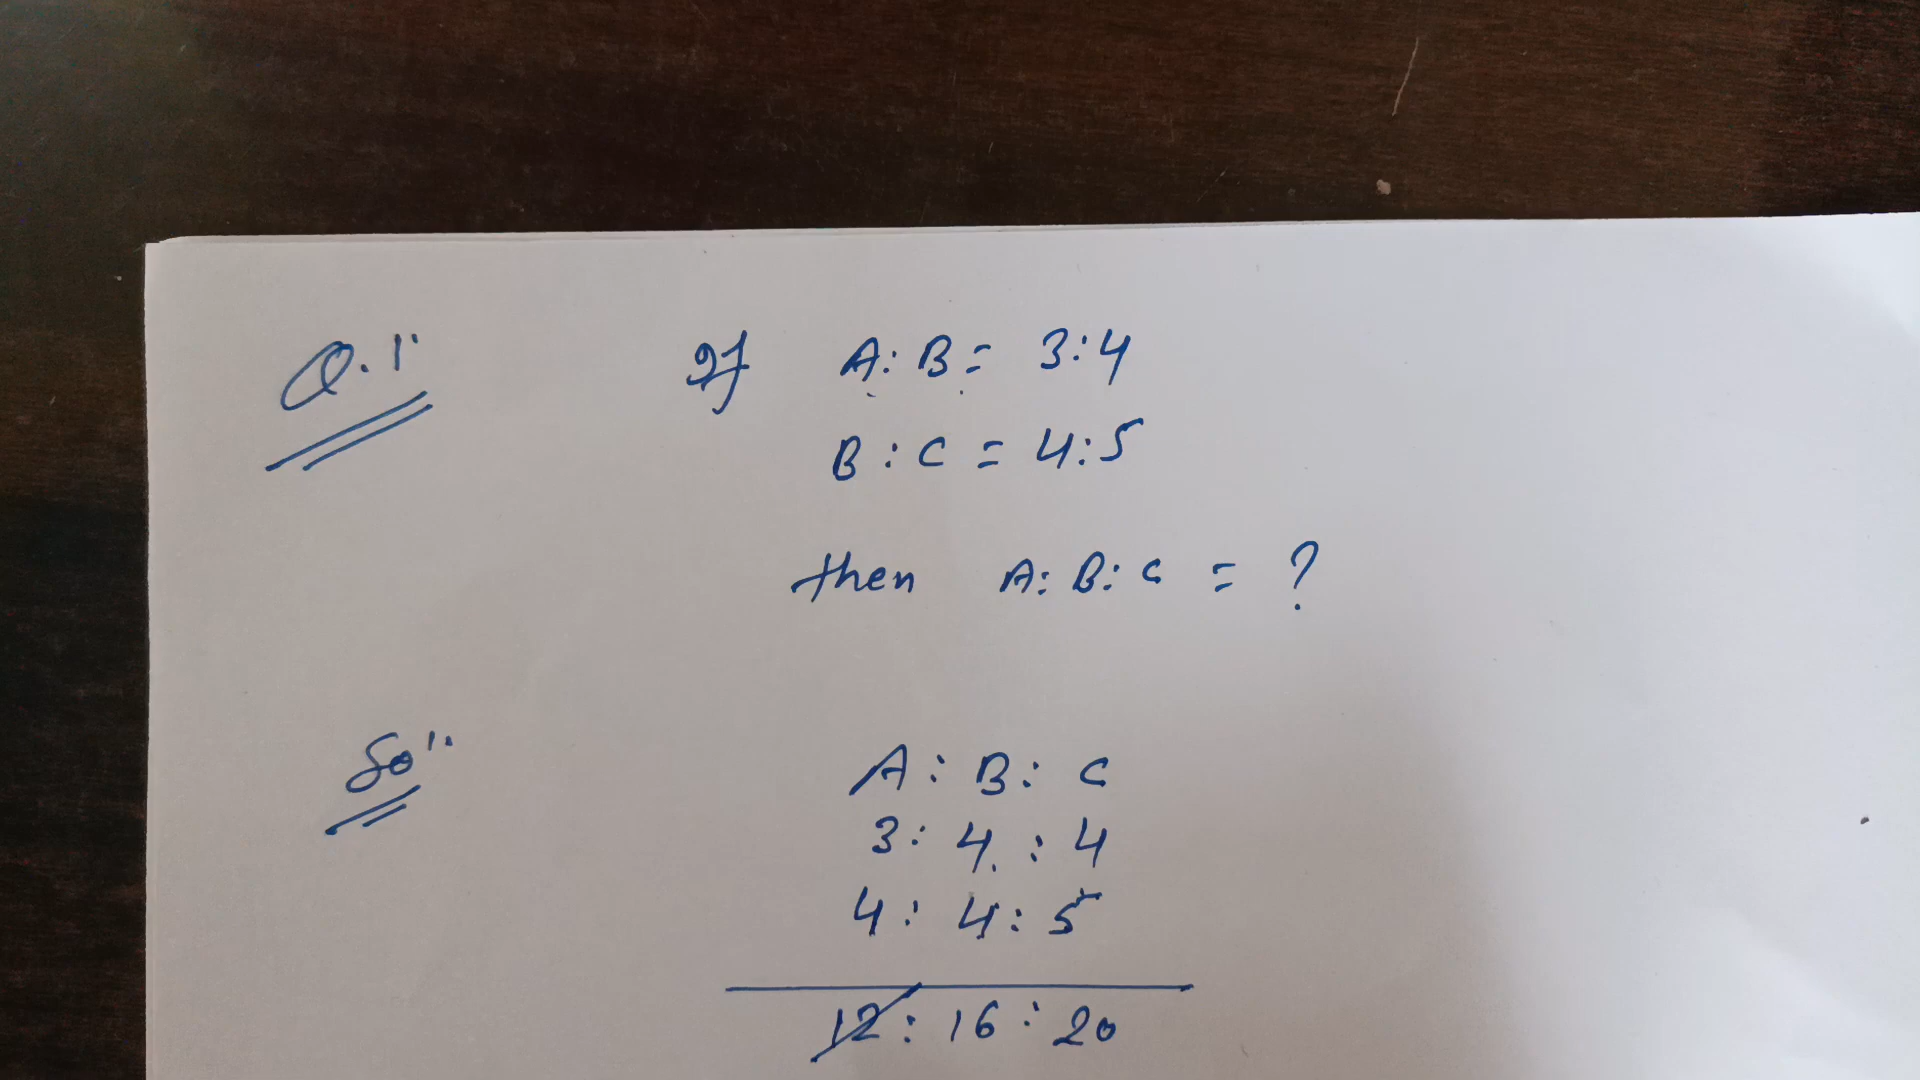 Q.1 If A:B = 3:4
B:C = 4:5
then A:B:C = ?
Sol. A:B:C
3:4:4
4:4:5
12:16:20